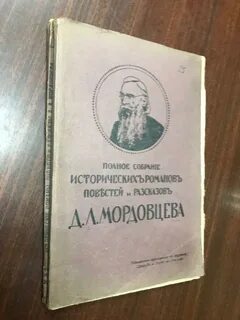 ПОЛНОЕ СОБРАНІЕ
ИСТОРИЧЕСКИХЪ РОМАНОВЪ
ПОВѢСТЕЙ и РАЗСКАЗОВЪ
Д.Л.МОРДОВЦЕВА